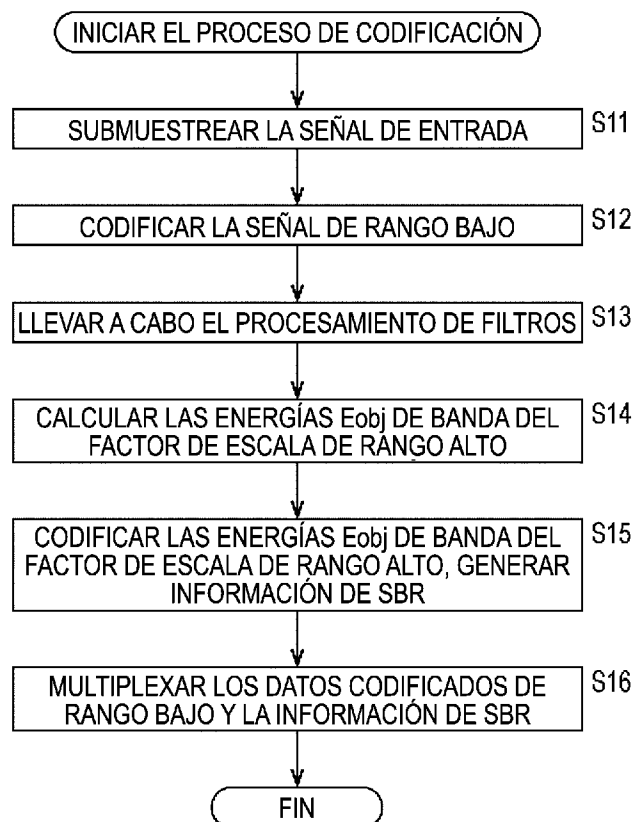 INICIAR EL PROCESO DE CODIFICACIÓN
SUBMUESTREAR LA SEÑAL DE ENTRADA
S11
CODIFICAR LA SEÑAL DE RANGO BAJO
S12
LLEVAR A CABO EL PROCESAMIENTO DE FILTROS
S13
CALCULAR LAS ENERGÍAS Eobj DE BANDA DEL
FACTOR DE ESCALA DE RANGO ALTO
S14
CODIFICAR LAS ENERGÍAS Eobj DE BANDA DEL
FACTOR DE ESCALA DE RANGO ALTO, GENERAR
INFORMACIÓN DE SBR
S15
MULTIPLEXAR LOS DATOS CODIFICADOS DE
RANGO BAJO Y LA INFORMACIÓN DE SBR
S16
FIN